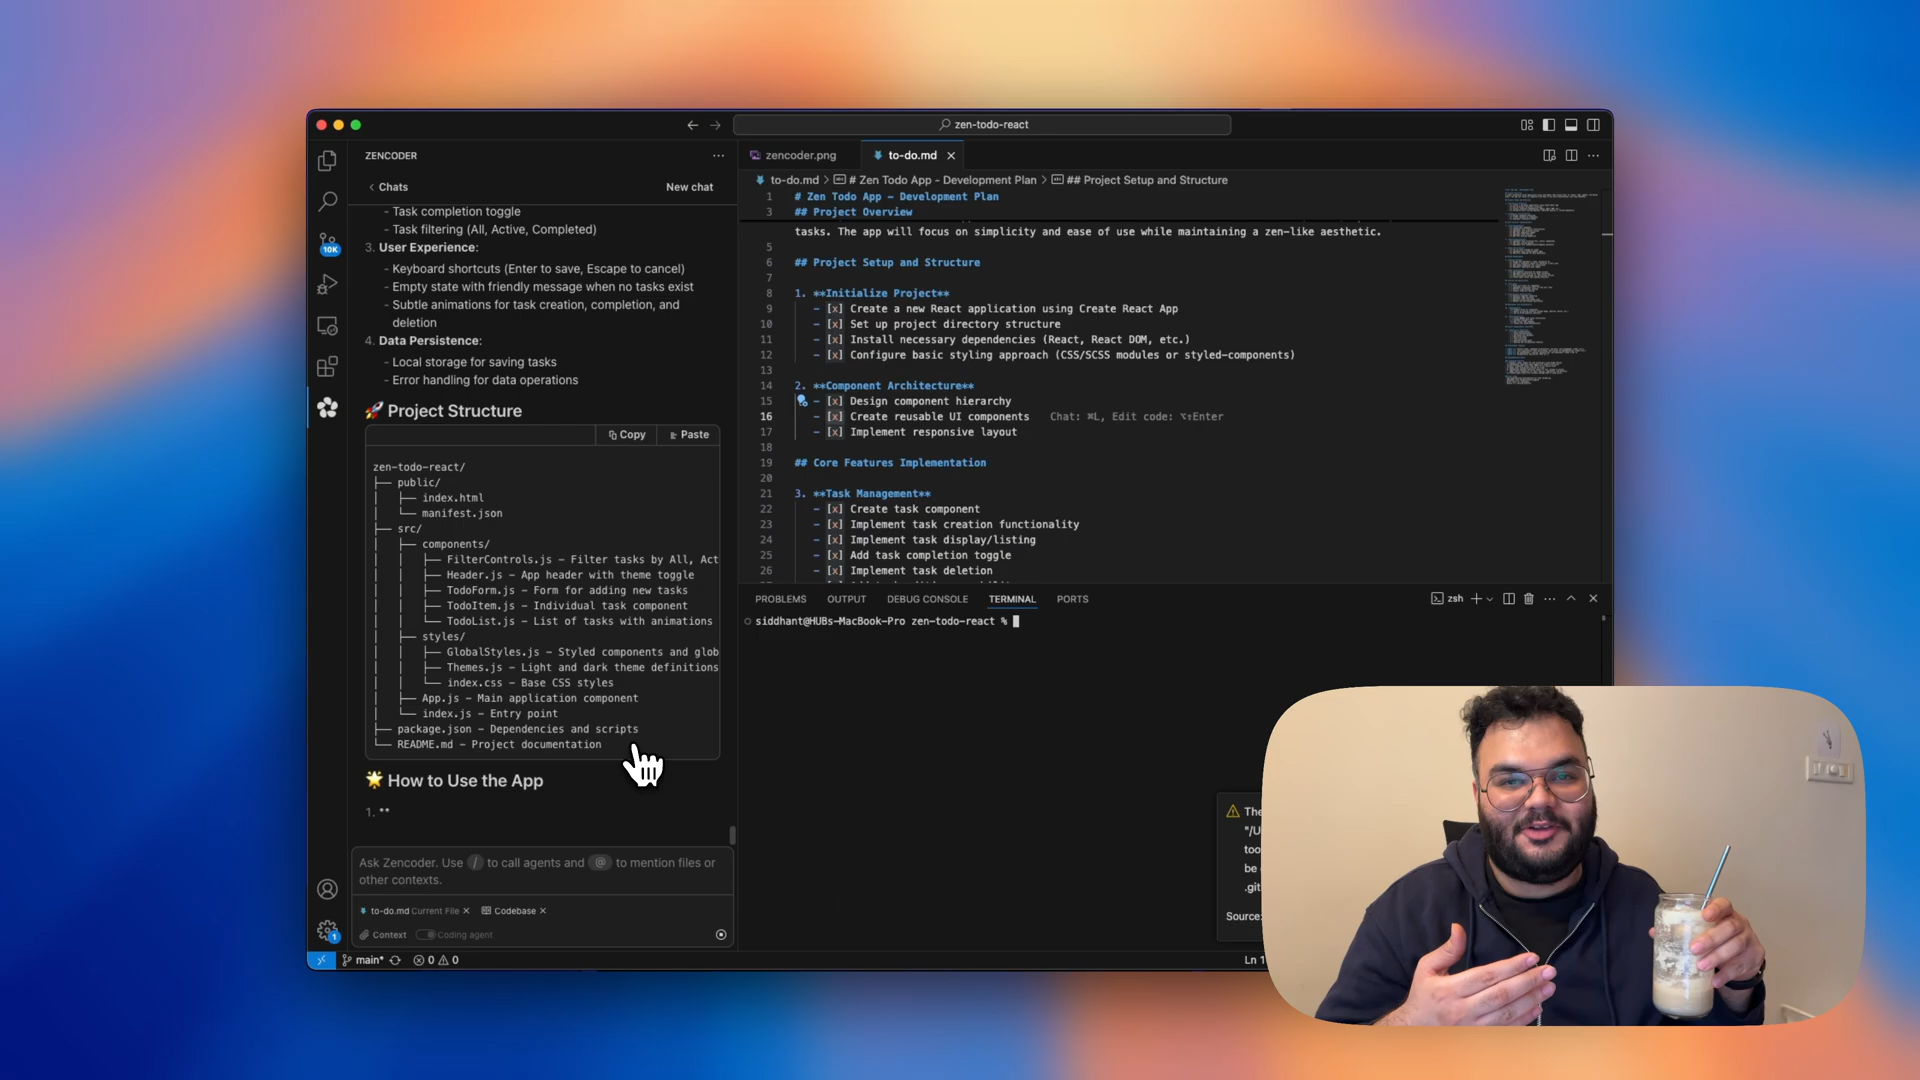 zen-todo-react
ZENCODER
Chats
New chat
- Task completion toggle
- Task filtering (All, Active, Completed)
3. User Experience:
- Keyboard shortcuts (Enter to save, Escape to cancel)
- Empty state with friendly message when no tasks exist
- Subtle animations for task creation, completion, and
deletion
4. Data Persistence:
- Local storage for saving tasks
- Error handling for data operations
🚀 Project Structure
Copy
Paste
zen-todo-react/
├── public/
│   ├── index.html
│   └── manifest.json
├── src/
│   ├── components/
│   │   ├── FilterControls.js – Filter tasks by All, Act
│   │   ├── Header.js – App header with theme toggle
│   │   ├── TodoForm.js – Form for adding new tasks
│   │   ├── TodoItem.js – Individual task component
│   │   └── TodoList.js – List of tasks with animations
│   ├── styles/
│   │   ├── GlobalStyles.js – Styled components and glob
│   │   ├── Themes.js – Light and dark theme definitions
│   │   └── index.css – Base CSS styles
│   ├── App.js – Main application component
│   └── index.js – Entry point
├── package.json – Dependencies and scripts
└── README.md – Project documentation
🌟 How to Use the App
1. **
Ask Zencoder. Use / to call agents and @ to mention files or
other contexts.
to-do.md Current File ×
Codebase ×
Context
Coding agent
10K
1
main*
0
0
zencoder.png
to-do.md
to-do.md > # Zen Todo App - Development Plan > ## Project Setup and Structure
1 # Zen Todo App – Development Plan
3 ## Project Overview
tasks. The app will focus on simplicity and ease of use while maintaining a zen-like aesthetic.
5
6 ## Project Setup and Structure
7
8 1. **Initialize Project**
9 – [x] Create a new React application using Create React App
10 – [x] Set up project directory structure
11 – [x] Install necessary dependencies (React, React DOM, etc.)
12 – [x] Configure basic styling approach (CSS/SCSS modules or styled-components)
13
14 2. **Component Architecture**
15 – [x] Design component hierarchy
16 – [x] Create reusable UI components Chat: ⌘L, Edit code: ⌥⇧Enter
17 – [x] Implement responsive layout
18
19 ## Core Features Implementation
20
21 3. **Task Management**
22 – [x] Create task component
23 – [x] Implement task creation functionality
24 – [x] Implement task display/listing
25 – [x] Add task completion toggle
26 – [x] Implement task deletion
PROBLEMS
OUTPUT
DEBUG CONSOLE
TERMINAL
PORTS
zsh
siddhant@HUBs-MacBook-Pro zen-todo-react %
The
"/U
too
be
.git
Source:
Ln 1